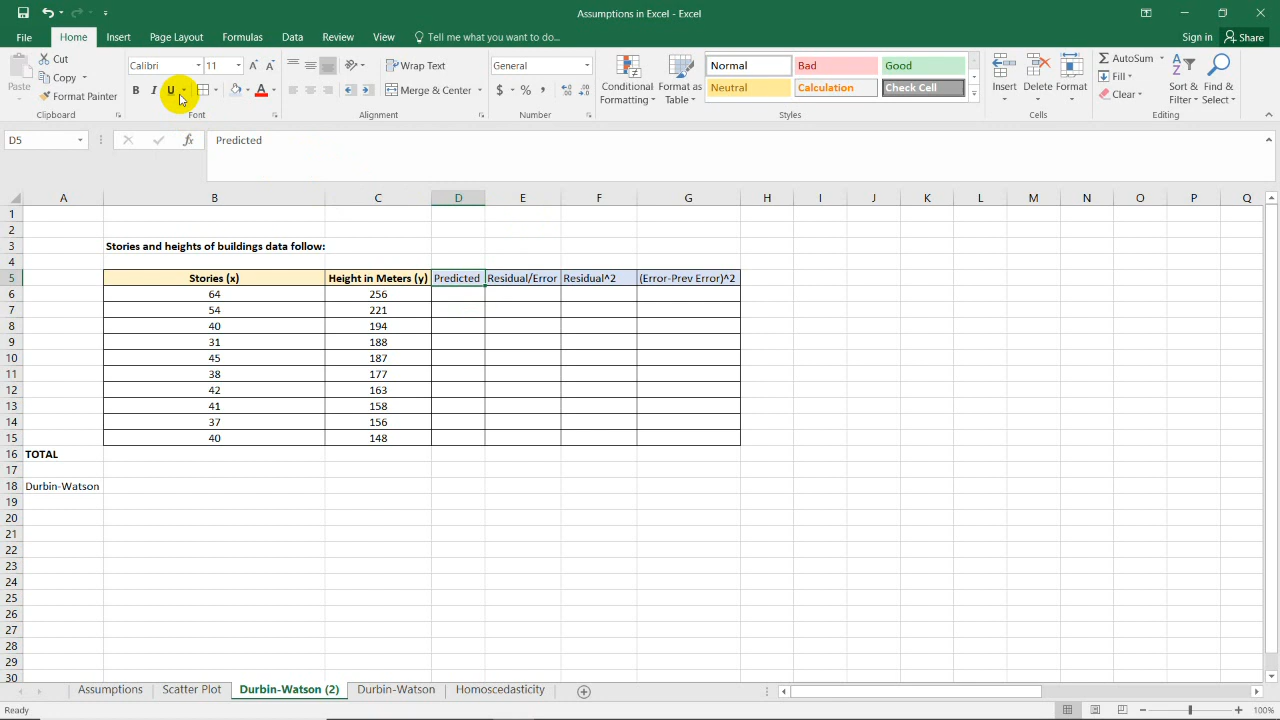 Assumptions in Excel - Excel
File Home Insert Page Layout Formulas Data Review View Tell me what you want to do... Sign in Share
Paste Cut Copy Format Painter Clipboard
Calibri 11 B I U A Font
Wrap Text Merge & Center Alignment
General $ % , Number
Conditional Formatting Format as Table Normal Bad Good Neutral Calculation Check Cell Styles
Insert Delete Format Cells
AutoSum Fill Clear Sort & Filter Find & Select Editing
D5 fx Predicted
A B C D E F G H I J K L M N O P Q
1
2
3 Stories and heights of buildings data follow:
4
5 Stories (x) Height in Meters (y) Predicted Residual/Error Residual^2 (Error-Prev Error)^2
6 64 256
7 54 221
8 40 194
9 31 188
10 45 187
11 38 177
12 42 163
13 41 158
14 37 156
15 40 148
16 TOTAL
17
18 Durbin-Watson
19
20
21
22
23
24
25
26
27
28
29
30
Assumptions Scatter Plot Durbin-Watson (2) Durbin-Watson Homoscedasticity
Ready 100%